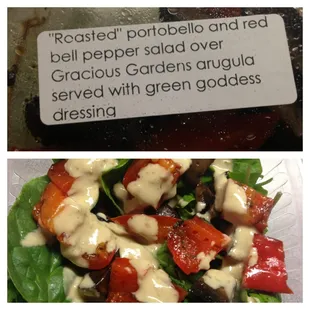 "Roasted" portobello and red
bell pepper salad over
Gracious Gardens arugula
served with green goddess
dressing